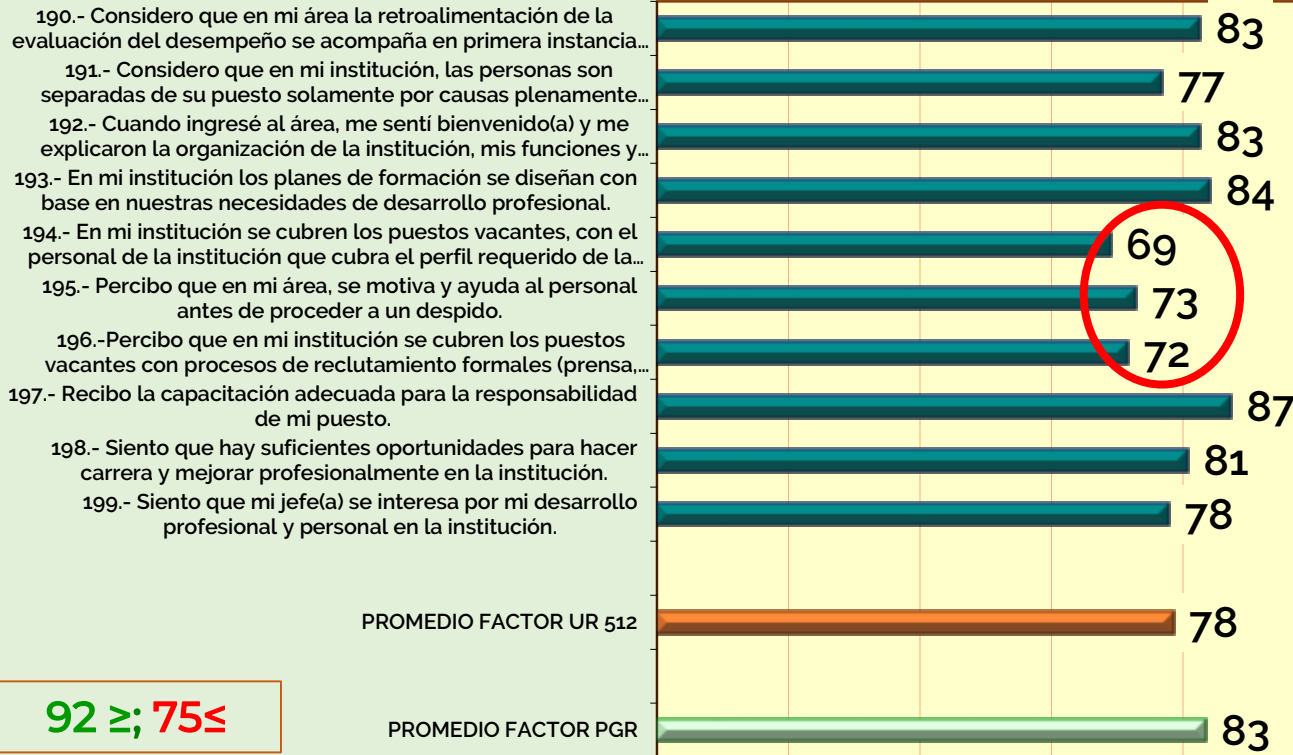 190.- Considero que en mi área la retroalimentación de la
evaluación del desempeño se acompaña en primera instancia...
83
191.- Considero que en mi institución, las personas son
separadas de su puesto solamente por causas plenamente...
77
192.- Cuando ingresé al área, me sentí bienvenido(a) y me
explicaron la organización de la institución, mis funciones y...
83
193.- En mi institución los planes de formación se diseñan con
base en nuestras necesidades de desarrollo profesional.
84
194.- En mi institución se cubren los puestos vacantes, con el
personal de la institución que cubra el perfil requerido de la...
69
195.- Percibo que en mi área, se motiva y ayuda al personal
antes de proceder a un despido.
73
196.-Percibo que en mi institución se cubren los puestos
vacantes con procesos de reclutamiento formales (prensa,...
72
197.- Recibo la capacitación adecuada para la responsabilidad
de mi puesto.
87
198.- Siento que hay suficientes oportunidades para hacer
carrera y mejorar profesionalmente en la institución.
81
199.- Siento que mi jefe(a) se interesa por mi desarrollo
profesional y personal en la institución.
78
PROMEDIO FACTOR UR 512
78
92 ≥; 75≤
PROMEDIO FACTOR PGR
83